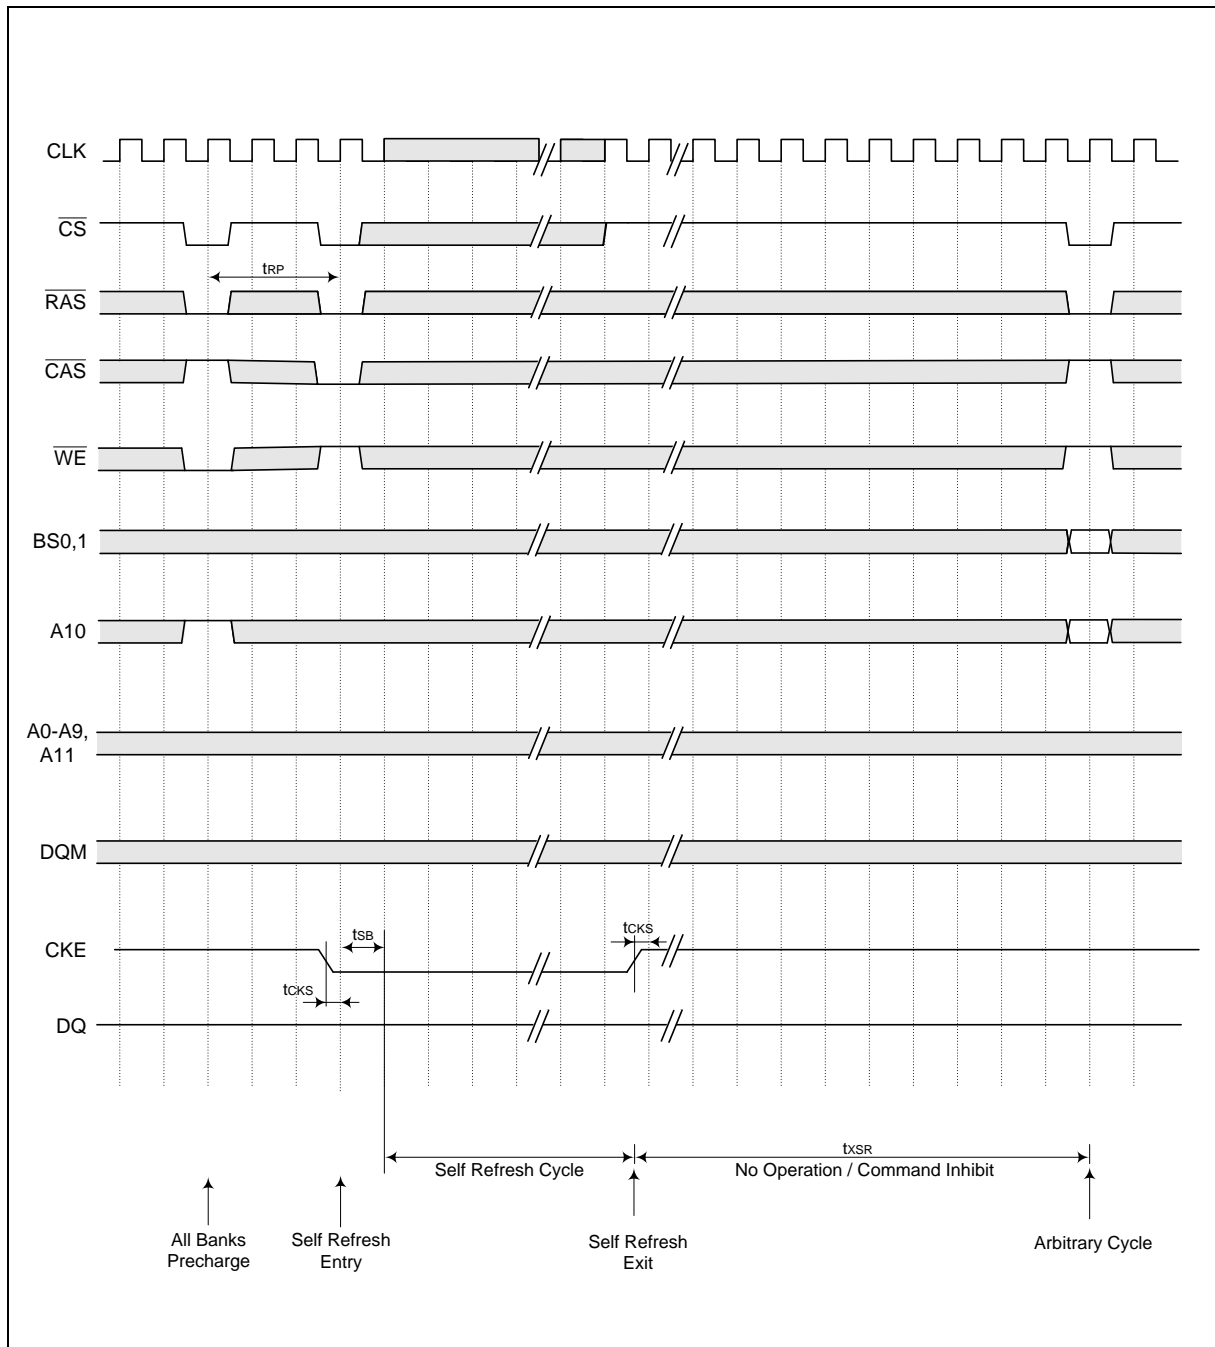 CLK
CS
tRP
RAS
CAS
WE
BS0,1
A10
A0-A9,
A11
DQM
tSB
tCKS
CKE
tCKS
DQ
tXSR
Self Refresh Cycle
No Operation / Command Inhibit
All Banks
Precharge
Self Refresh
Entry
Self Refresh
Exit
Arbitrary Cycle